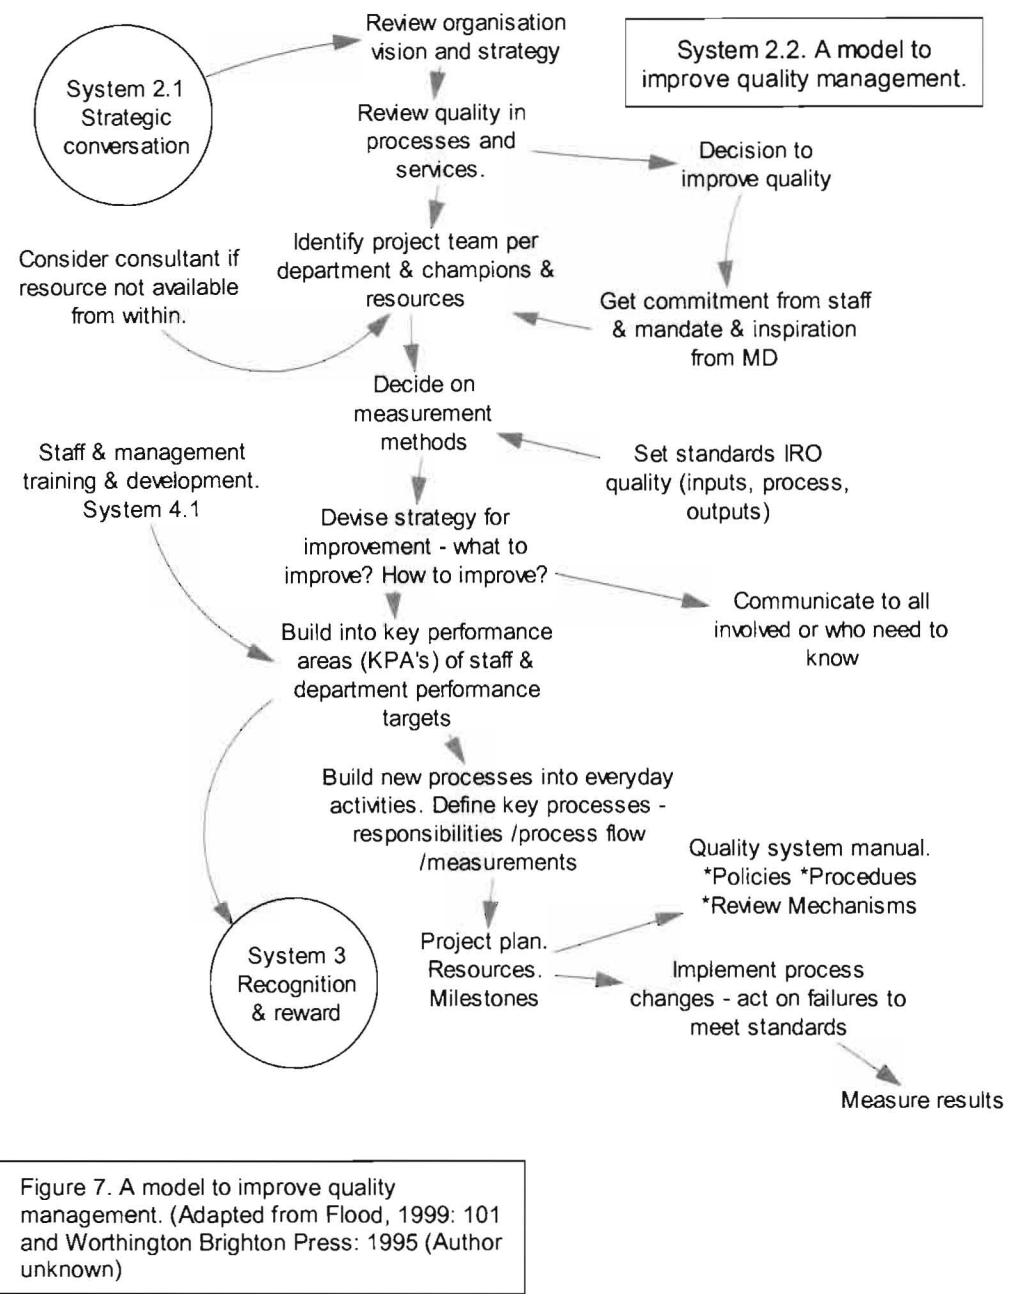 Review organisation
vision and strategy
System 2.2. A model to
improve quality management.
System 2.1
Strategic
conversation
Review quality in
processes and
services.
Decision to
improve quality
Identify project team per
department & champions &
resources
Consider consultant if
resource not available
from within.
Get commitment from staff
& mandate & inspiration
from MD
Decide on
measurement
methods
Staff & management
training & development.
System 4.1
Set standards IRO
quality (inputs, process,
outputs)
Devise strategy for
improvement - what to
improve? How to improve?
Communicate to all
involved or who need to
know
Build into key performance
areas (KPA's) of staff &
department performance
targets
Build new processes into everyday
activities. Define key processes -
responsibilities /process flow
/measurements
Quality system manual.
*Policies *Procedues
*Review Mechanisms
System 3
Recognition
& reward
Project plan.
Resources.
Milestones
Implement process
changes - act on failures to
meet standards
Measure results
Figure 7. A model to improve quality
management. (Adapted from Flood, 1999: 101
and Worthington Brighton Press: 1995 (Author
unknown)